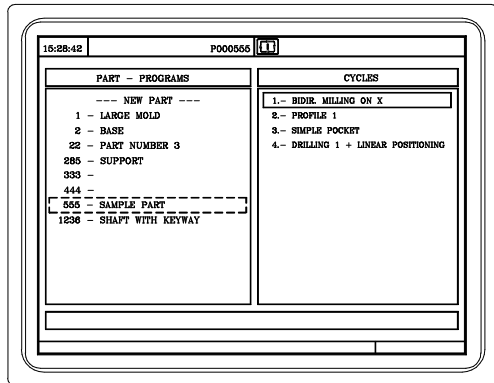 15:28:42 P000555
PART - PROGRAMS
--- NEW PART ---
1 - LARGE MOLD
2 - BASE
22 - PART NUMBER 3
285 - SUPPORT
333 -
444 -
555 - SAMPLE PART
1236 - SHAFT WITH KEYWAY
CYCLES
1.- BIDIR. MILLING ON X
2.- PROFILE 1
3.- SIMPLE POCKET
4.- DRILLING 1 + LINEAR POSITIONING